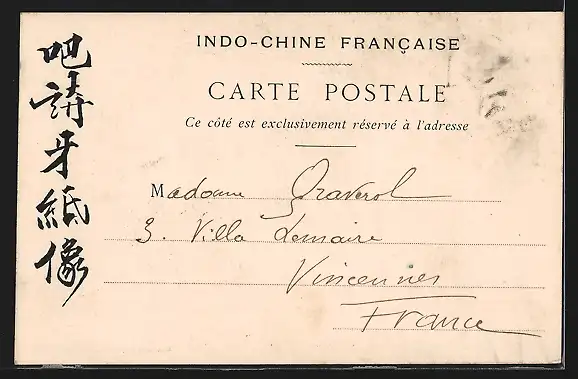 吧請牙紙像
INDO-CHINE FRANÇAISE
CARTE POSTALE
Ce côté est exclusivement réservé à l'adresse
Madame Graverol
3. Villa Lemaire
Vincennes
France